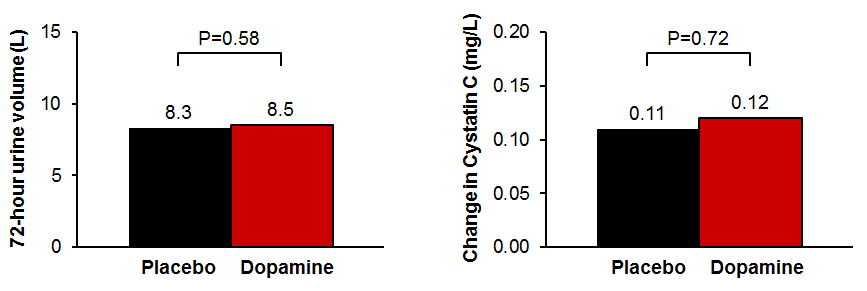 72-hour urine volume (L)
15
10
5
0
P=0.58
8.3
8.5
Placebo
Dopamine
Change in Cystatin C (mg/L)
0.20
0.15
0.10
0.05
0.00
P=0.72
0.11
0.12
Placebo
Dopamine